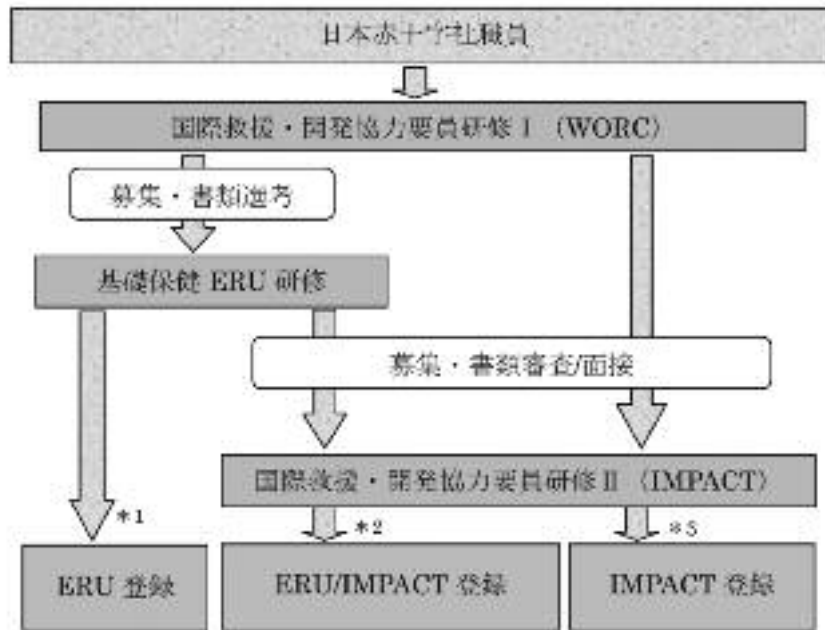 日本赤十字社職員
国際救援・開発協力要員研修Ⅰ (WORC)
募集・書類選考
基礎保健 ERU 研修
募集・書類審査/面接
国際救援・開発協力要員研修Ⅱ (IMPACT)
*1
*2
*3
ERU 登録
ERU/IMPACT 登録
IMPACT 登録